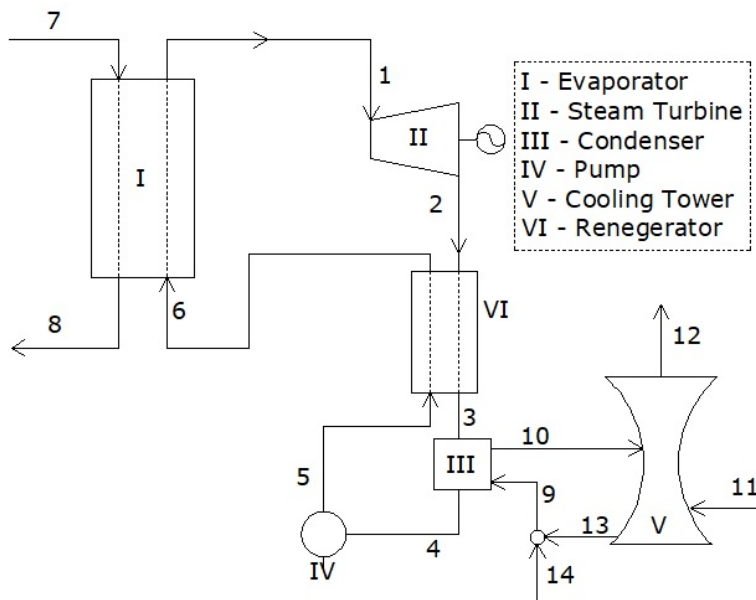 7
1
I - Evaporator
II - Steam Turbine
III - Condenser
IV - Pump
V - Cooling Tower
VI - Renegerator
I
II
2
8
6
VI
12
3
10
III
5
9
11
13
V
4
IV
14